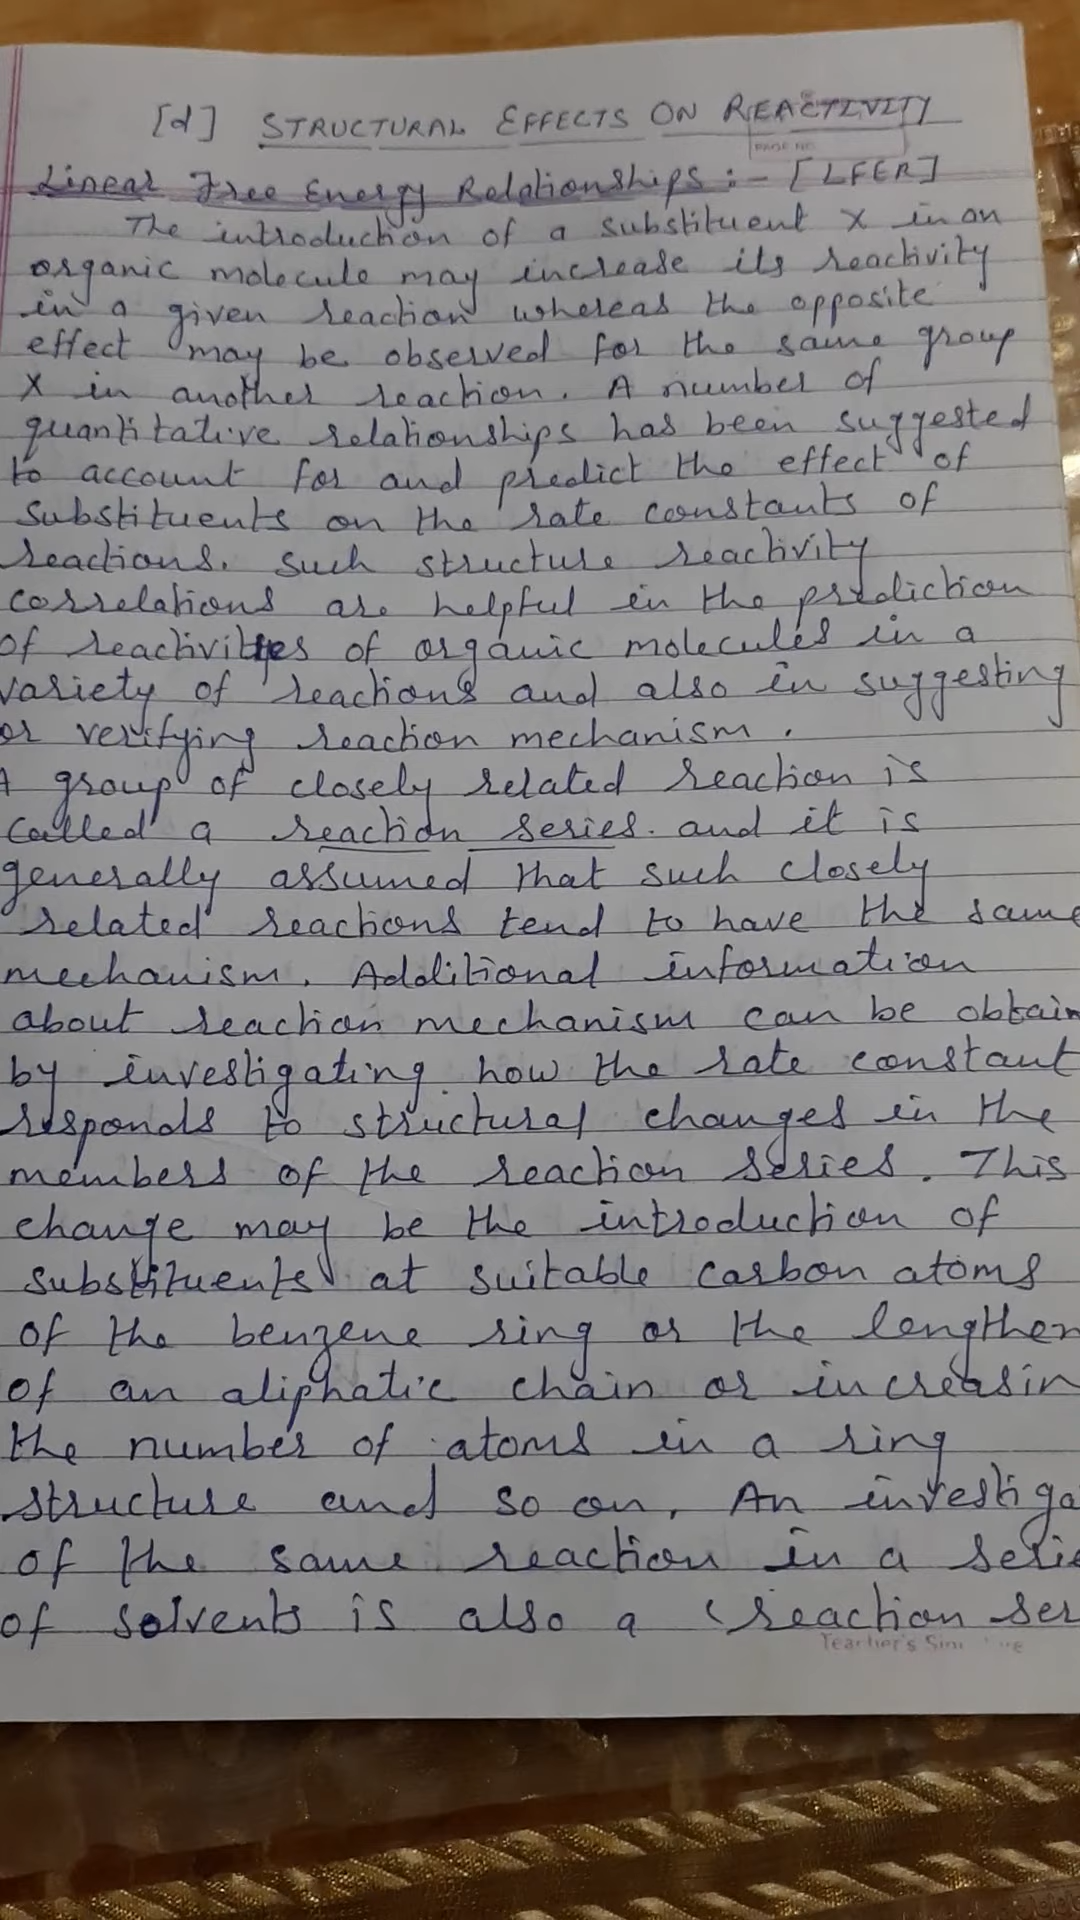 [d] STRUCTURAL EFFECTS ON REACTIVITY
PAGE NO
Linear Free Energy Relationships :- [LFER]
The introduction of a substituent X in an
organic molecule may increase its reactivity
in a given reaction whereas the opposite
effect may be observed for the same group
X in another reaction. A number of
quantitative relationships has been suggested
to account for and predict the effect of
substituents on the rate constants of
reactions. Such structure reactivity
correlations are helpful in the prediction
of reactivities of organic molecules in a
variety of reactions and also in suggesting
or verifying reaction mechanism.
A group of closely related reaction is
called a reaction series. and it is
generally assumed that such closely
related reactions tend to have the same
mechanism. Additional information
about reaction mechanism can be obtain
by investigating how the rate constant
responds to structural changes in the
members of the reaction series. This
change may be the introduction of
substituents at suitable carbon atoms
of the benzene ring or the lengthen
of an aliphatic chain or increasin
the number of atoms in a ring
structure and so on. An investiga
of the same reaction in a serie
of solvents is also a reaction ser
Teacher's